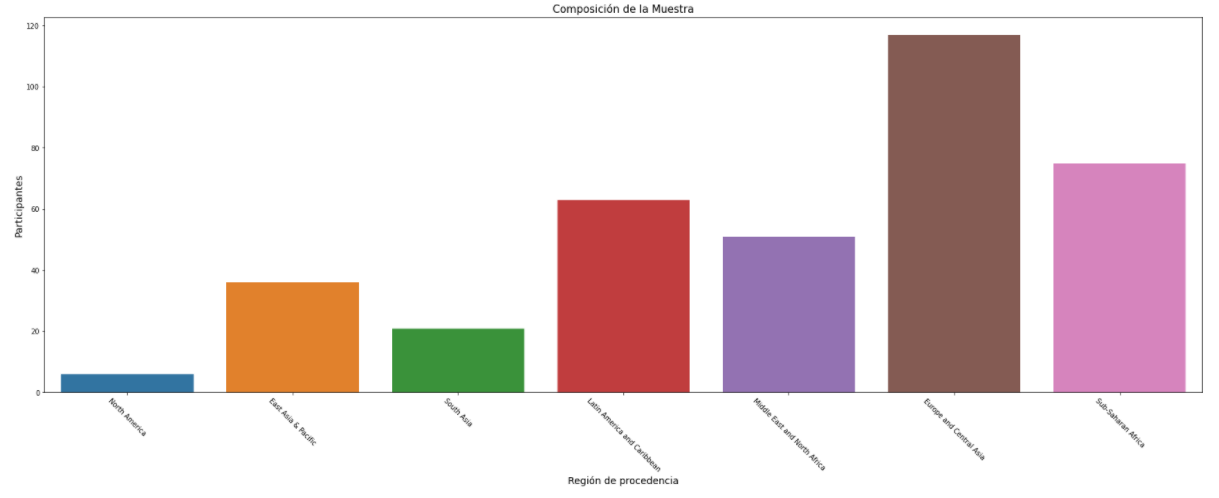 Composición de la Muestra
120
100
80
60
40
20
0
Participantes
North America
East Asia & Pacific
South Asia
Latin America and Caribbean
Middle East and North Africa
Europe and Central Asia
Sub-Saharan Africa
Región de procedencia